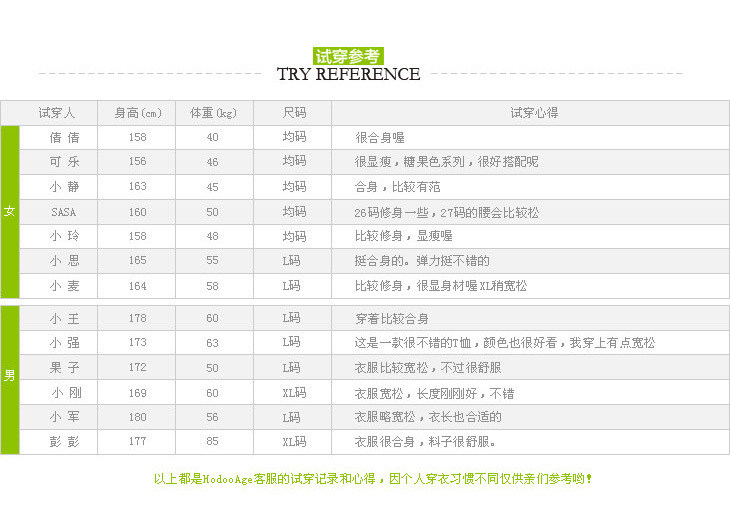 试穿参考
TRY REFERENCE
试穿人 身高(cm) 体重(kg) 尺码 试穿心得
女
倩 倩 158 40 均码 很合身喔
可 乐 156 46 均码 很显瘦，糖果色系列，很好搭配呢
小 静 163 45 均码 合身，比较有范
SASA 160 50 均码 26码修身一些，27码的腰会比较松
小 玲 158 48 均码 比较修身，显瘦喔
小 思 165 55 L码 挺合身的。弹力挺不错的
小 麦 164 58 L码 比较修身，很显身材喔XL稍宽松
男
小 王 178 60 L码 穿着比较合身
小 强 173 63 L码 这是一款很不错的T恤，颜色也很好看，我穿上有点宽松
果 子 172 50 L码 衣服比较宽松，不过很舒服
小 刚 169 60 XL码 衣服宽松，长度刚刚好，不错
小 军 180 56 L码 衣服略宽松，衣长也合适的
彭 彭 177 85 XL码 衣服很合身，料子很舒服。
以上都是HodooAge客服的试穿记录和心得，因个人穿衣习惯不同仅供亲们参考哟！